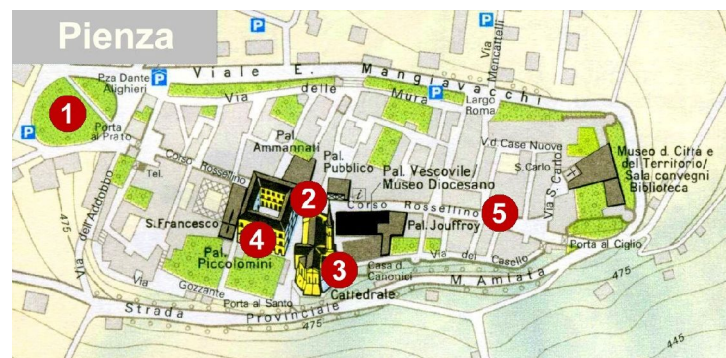 Pienza
P
P
P
P
P.za Dante
Alighieri
Viale E. Mangiavacchi
Via delle Mura
Largo
Roma
Via
Mencattelli
1
Porta
al Prato
Pal.
Ammannati
Pal.
Pubblico
V.d. Case Nuove
S. Carlo
Via S. Carlo
Museo d. Città e
del Territorio/
Sala convegni
Biblioteca
Corso Rossellino
Tel.
Pal. Vescovile/
Museo Diocesano
i
2
Corso Rossellino
5
S. Francesco
4
Pal. Jouffroy
Pal.
Piccolomini
3
Via del Casello
Porta al Ciglio
Casa d.
Canonici
Cattedrale
M. Amiata
Via dell'Addobbo
Via
Gozzante
Porta al Santo
Strada Provinciale
475
475
475
445